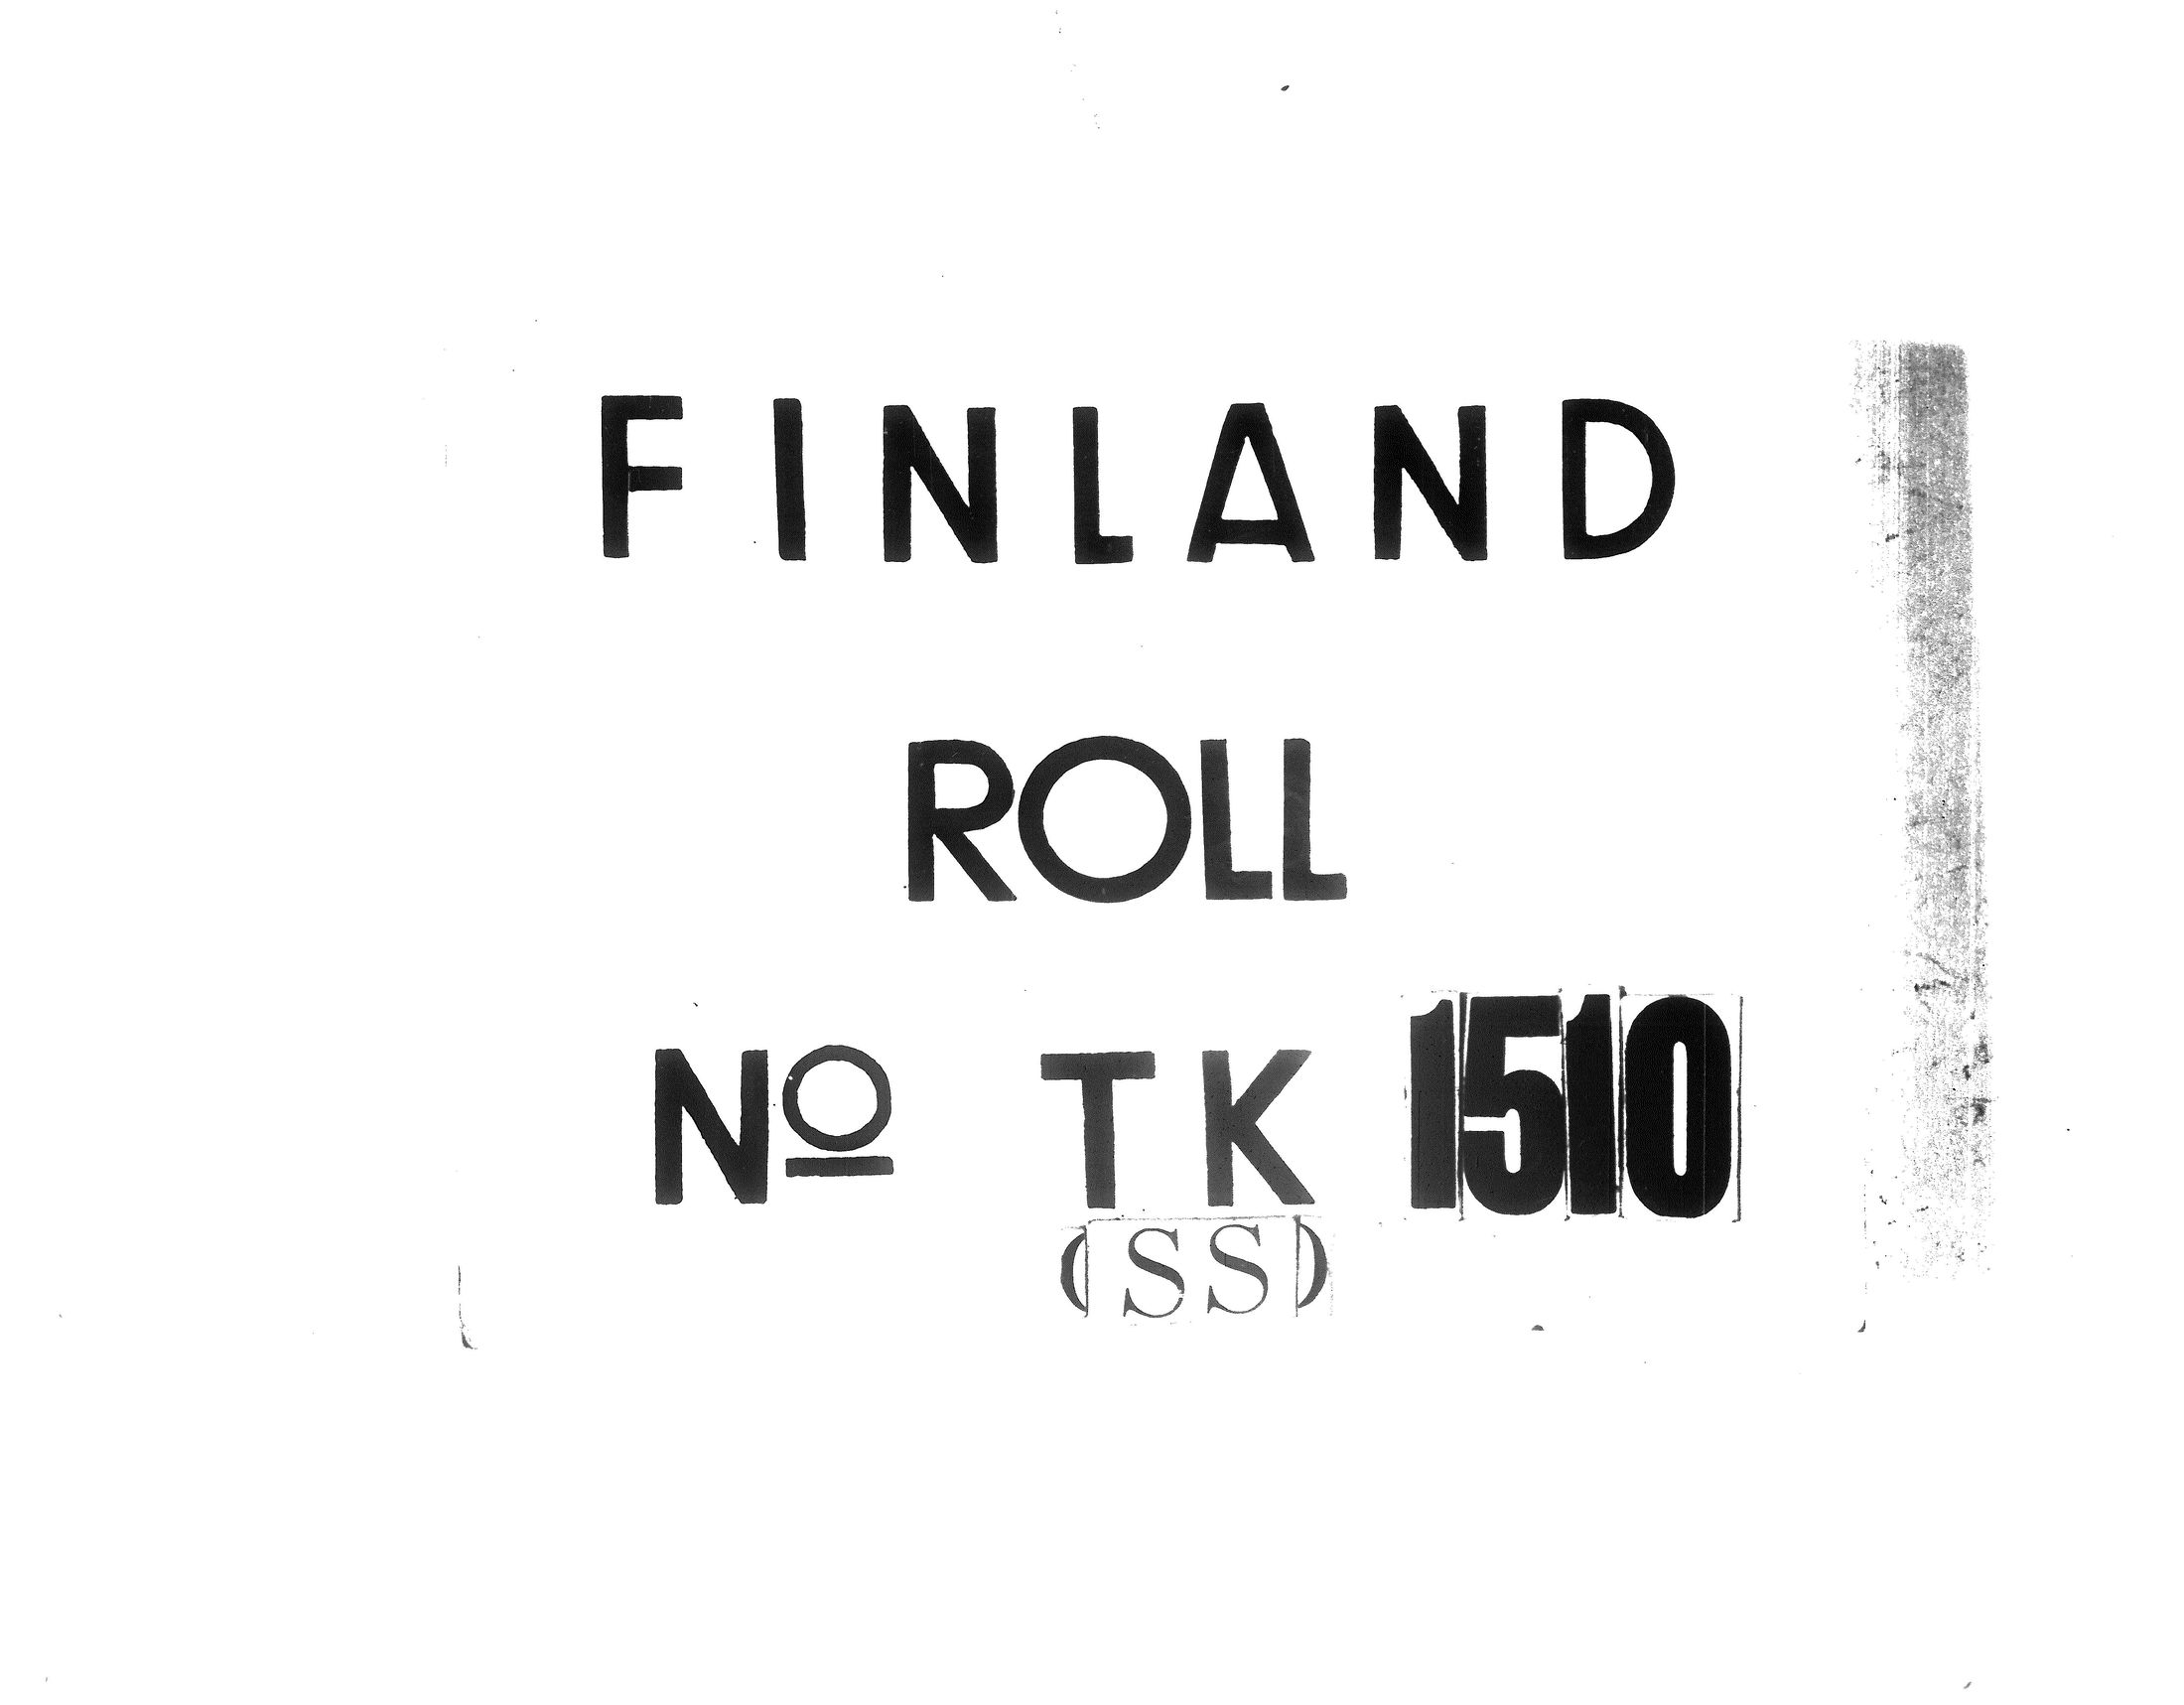 FINLAND
ROLL
Nº TK 1510
(SS)